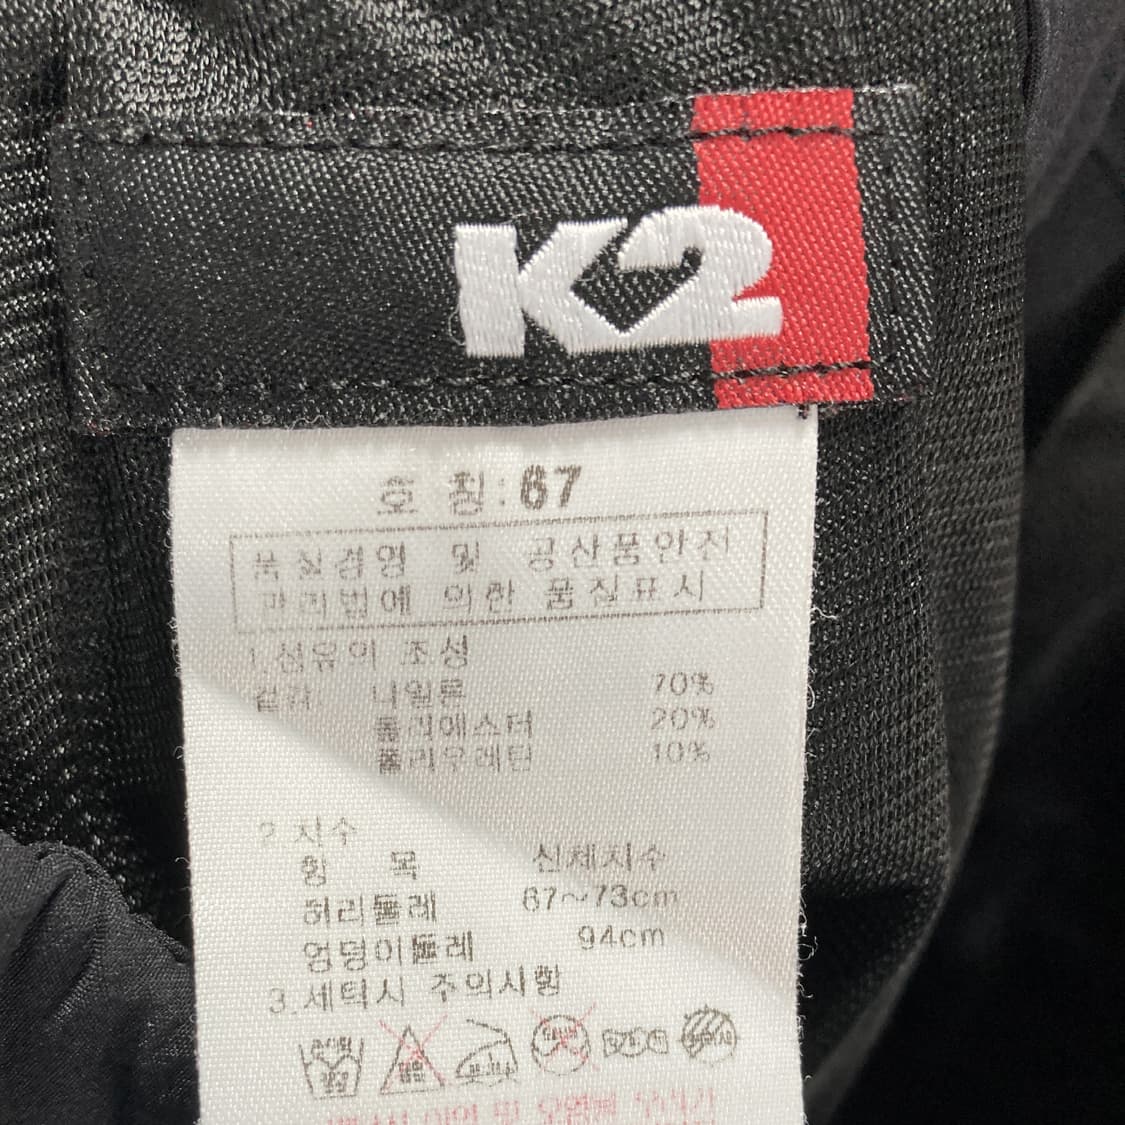 K2
호 칭:67
품질경영 및 공산품안전
관리법에 의한 품질표시
1.섬유의 조성
겉감 나일론 70%
폴리에스터 20%
폴리우레탄 10%
2.치수
항 목 신체치수
허리둘레 67~73cm
엉덩이둘레 94cm
3.세탁시 주의사항